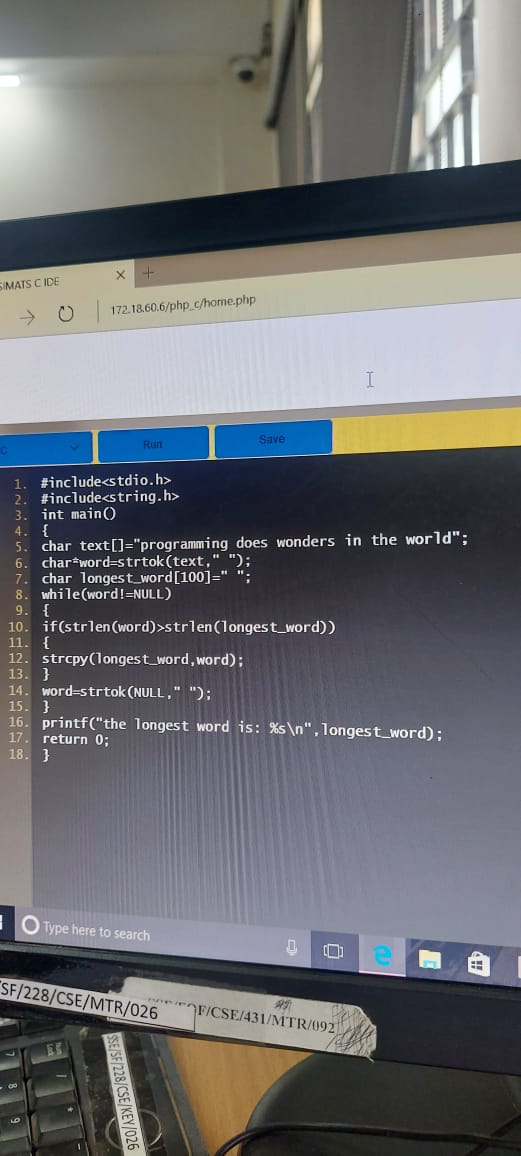 SIMATS C IDE
172.18.60.6/php_c/home.php
C
Run
Save
1. #include<stdio.h>
2. #include<string.h>
3. int main()
4. {
5. char text[]="programming does wonders in the world";
6. char*word=strtok(text," ");
7. char longest_word[100]=" ";
8. while(word!=NULL)
9. {
10. if(strlen(word)>strlen(longest_word))
11. {
12. strcpy(longest_word,word);
13. }
14. word=strtok(NULL," ");
15. }
16. printf("the longest word is: %s\n",longest_word);
17. return 0;
18. }
Type here to search
SF/228/CSE/MTR/026
F/CSE/431/MTR/092
CSE/SF/228/CSE/KEY/026
7
8
9